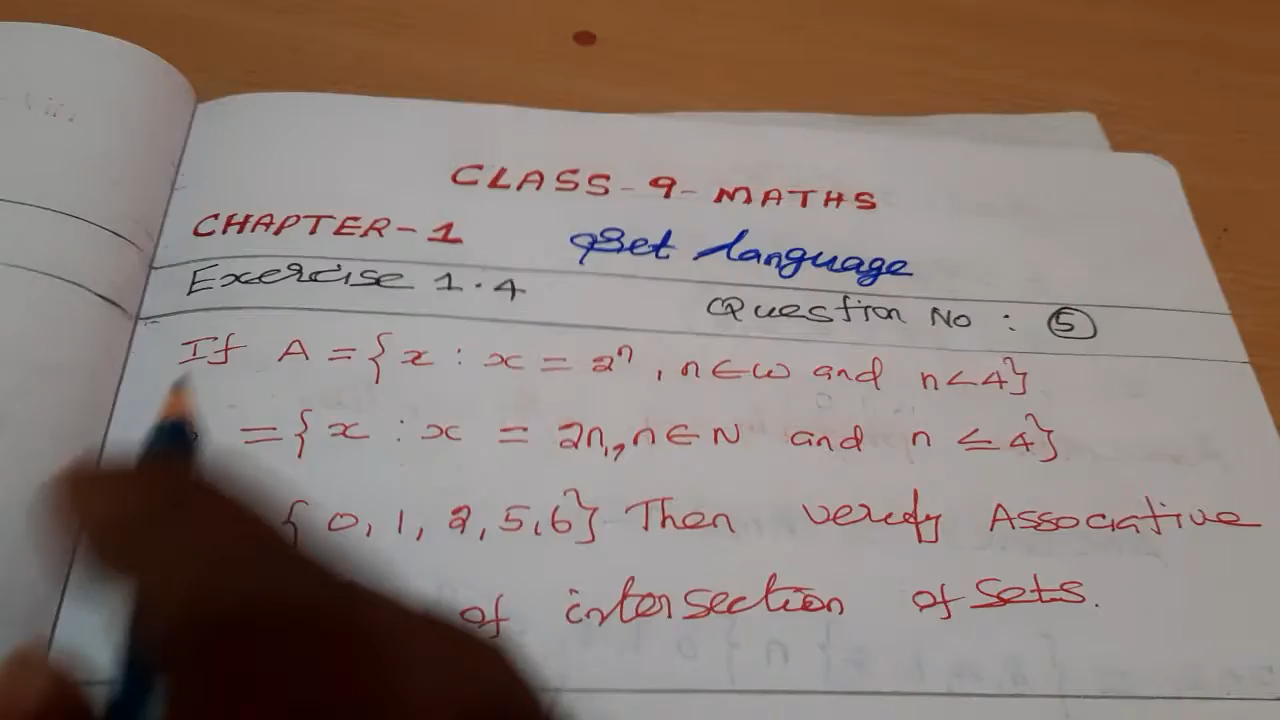 CLASS-9-MATHS
CHAPTER-1 Set language
Exercise 1.4 Question No : 5
If A = {x : x = 2ⁿ, n ∈ W and n < 4}
= {x : x = 2n, n ∈ N and n ≤ 4}
{0, 1, 2, 5, 6} Then verify Associative
of intersection of Sets.